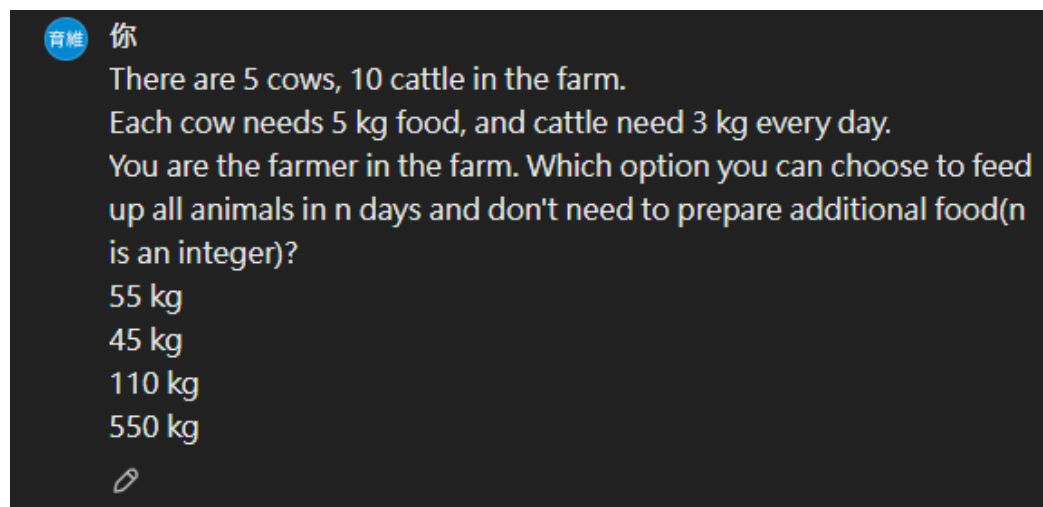 育維 你
There are 5 cows, 10 cattle in the farm.
Each cow needs 5 kg food, and cattle need 3 kg every day.
You are the farmer in the farm. Which option you can choose to feed
up all animals in n days and don't need to prepare additional food(n
is an integer)?
55 kg
45 kg
110 kg
550 kg